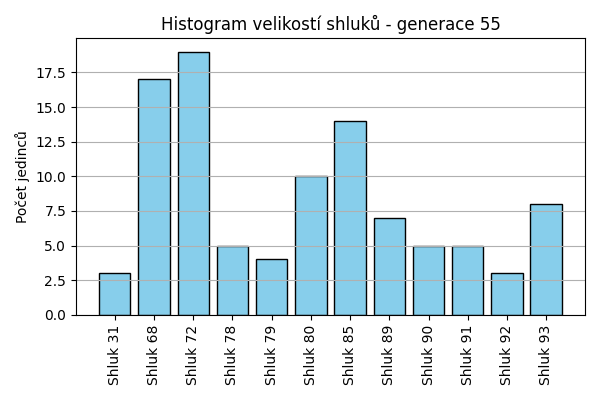 Histogram velikostí shluků - generace 55
Počet jedinců
17.5
15.0
12.5
10.0
7.5
5.0
2.5
0.0
Shluk 31
Shluk 68
Shluk 72
Shluk 78
Shluk 79
Shluk 80
Shluk 85
Shluk 89
Shluk 90
Shluk 91
Shluk 92
Shluk 93